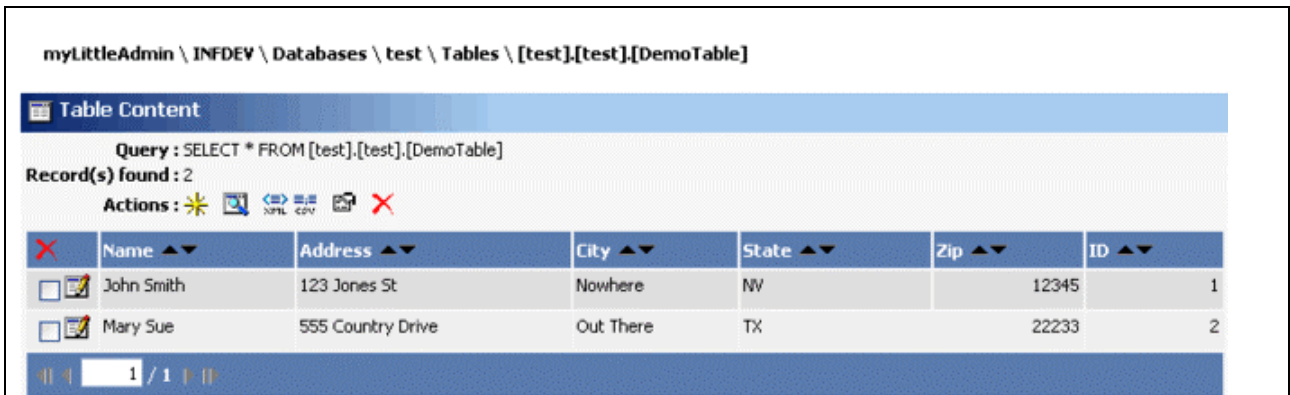 myLittleAdmin \ INFDEV \ Databases \ test \ Tables \ [test].[test].[DemoTable]
Table Content
Query : SELECT * FROM [test].[test].[DemoTable]
Record(s) found : 2
Actions : XML CSV
Name Address City State Zip ID
John Smith 123 Jones St Nowhere NV 12345 1
Mary Sue 555 Country Drive Out There TX 22233 2
1 / 1